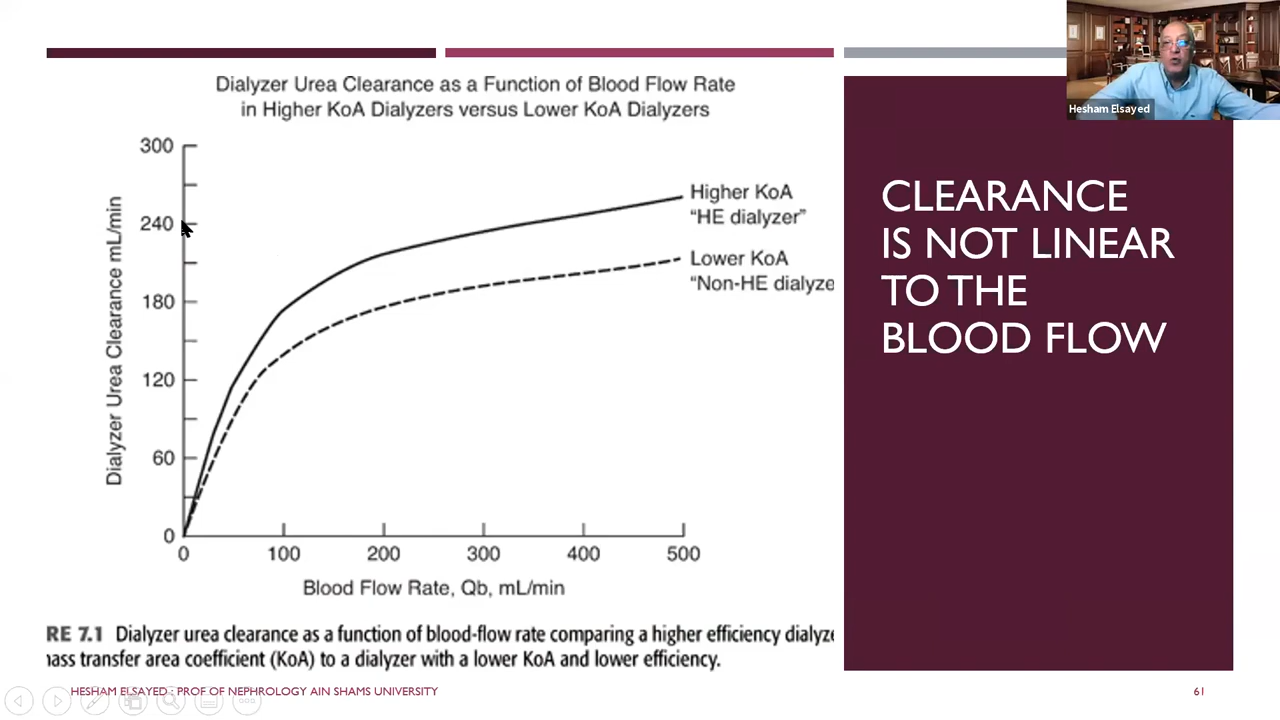 Dialyzer Urea Clearance as a Function of Blood Flow Rate
in Higher KoA Dialyzers versus Lower KoA Dialyzers
300
240
180
120
60
0
Dialyzer Urea Clearance mL/min
Higher KoA
“HE dialyzer”
Lower KoA
“Non-HE dialyze
0 100 200 300 400 500
Blood Flow Rate, Qb, mL/min
RE 7.1 Dialyzer urea clearance as a function of blood-flow rate comparing a higher efficiency dialyze
nass transfer area coefficient (KoA) to a dialyzer with a lower KoA and lower efficiency.
Hesham Elsayed
CLEARANCE
IS NOT LINEAR
TO THE
BLOOD FLOW
HESHAM ELSAYED : PROF OF NEPHROLOGY AIN SHAMS UNIVERSITY
61